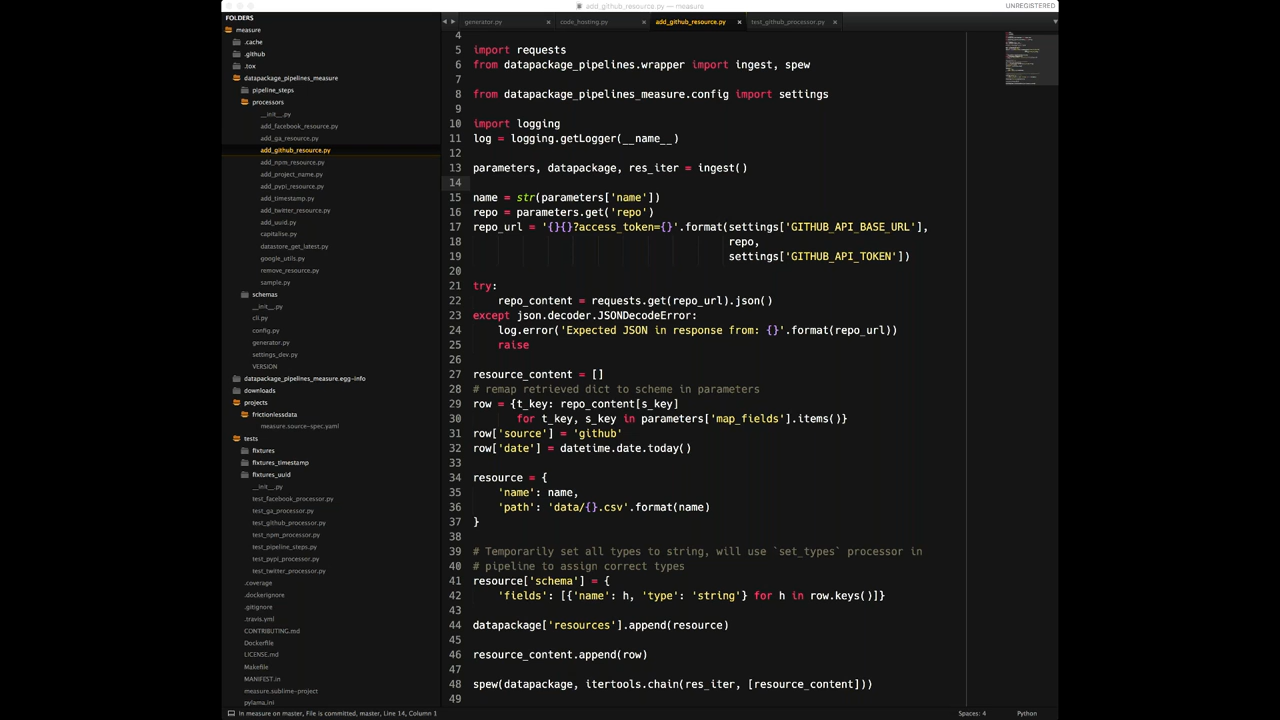 add_github_resource.py — measure
UNREGISTERED
FOLDERS
measure
.cache
.github
.tox
datapackage_pipelines_measure
pipeline_steps
processors
__init__.py
add_facebook_resource.py
add_ga_resource.py
add_github_resource.py
add_npm_resource.py
add_project_name.py
add_pypi_resource.py
add_timestamp.py
add_twitter_resource.py
add_uuid.py
capitalise.py
datastore_get_latest.py
google_utils.py
remove_resource.py
sample.py
schemas
__init__.py
cli.py
config.py
generator.py
settings_dev.py
VERSION
datapackage_pipelines_measure.egg-info
downloads
projects
frictionlessdata
measure.source-spec.yaml
tests
fixtures
fixtures_timestamp
fixtures_uuid
__init__.py
test_facebook_processor.py
test_ga_processor.py
test_github_processor.py
test_npm_processor.py
test_pipeline_steps.py
test_pypi_processor.py
test_twitter_processor.py
.coverage
.dockerignore
.gitignore
.travis.yml
CONTRIBUTING.md
Dockerfile
LICENSE.md
Makefile
MANIFEST.in
measure.sublime-project
pylama.ini
generator.py × code_hosting.py × add_github_resource.py × test_github_processor.py ×
4
5 import requests
6 from datapackage_pipelines.wrapper import ingest, spew
7
8 from datapackage_pipelines_measure.config import settings
9
10 import logging
11 log = logging.getLogger(__name__)
12
13 parameters, datapackage, res_iter = ingest()
14
15 name = str(parameters['name'])
16 repo = parameters.get('repo')
17 repo_url = '{}{}?access_token={}'.format(settings['GITHUB_API_BASE_URL'],
18 repo,
19 settings['GITHUB_API_TOKEN'])
20
21 try:
22 repo_content = requests.get(repo_url).json()
23 except json.decoder.JSONDecodeError:
24 log.error('Expected JSON in response from: {}'.format(repo_url))
25 raise
26
27 resource_content = []
28 # remap retrieved dict to scheme in parameters
29 row = {t_key: repo_content[s_key]
30 for t_key, s_key in parameters['map_fields'].items()}
31 row['source'] = 'github'
32 row['date'] = datetime.date.today()
33
34 resource = {
35 'name': name,
36 'path': 'data/{}.csv'.format(name)
37 }
38
39 # Temporarily set all types to string, will use `set_types` processor in
40 # pipeline to assign correct types
41 resource['schema'] = {
42 'fields': [{'name': h, 'type': 'string'} for h in row.keys()]}
43
44 datapackage['resources'].append(resource)
45
46 resource_content.append(row)
47
48 spew(datapackage, itertools.chain(res_iter, [resource_content]))
49
In measure on master, File is committed, master, Line 14, Column 1
Spaces: 4
Python